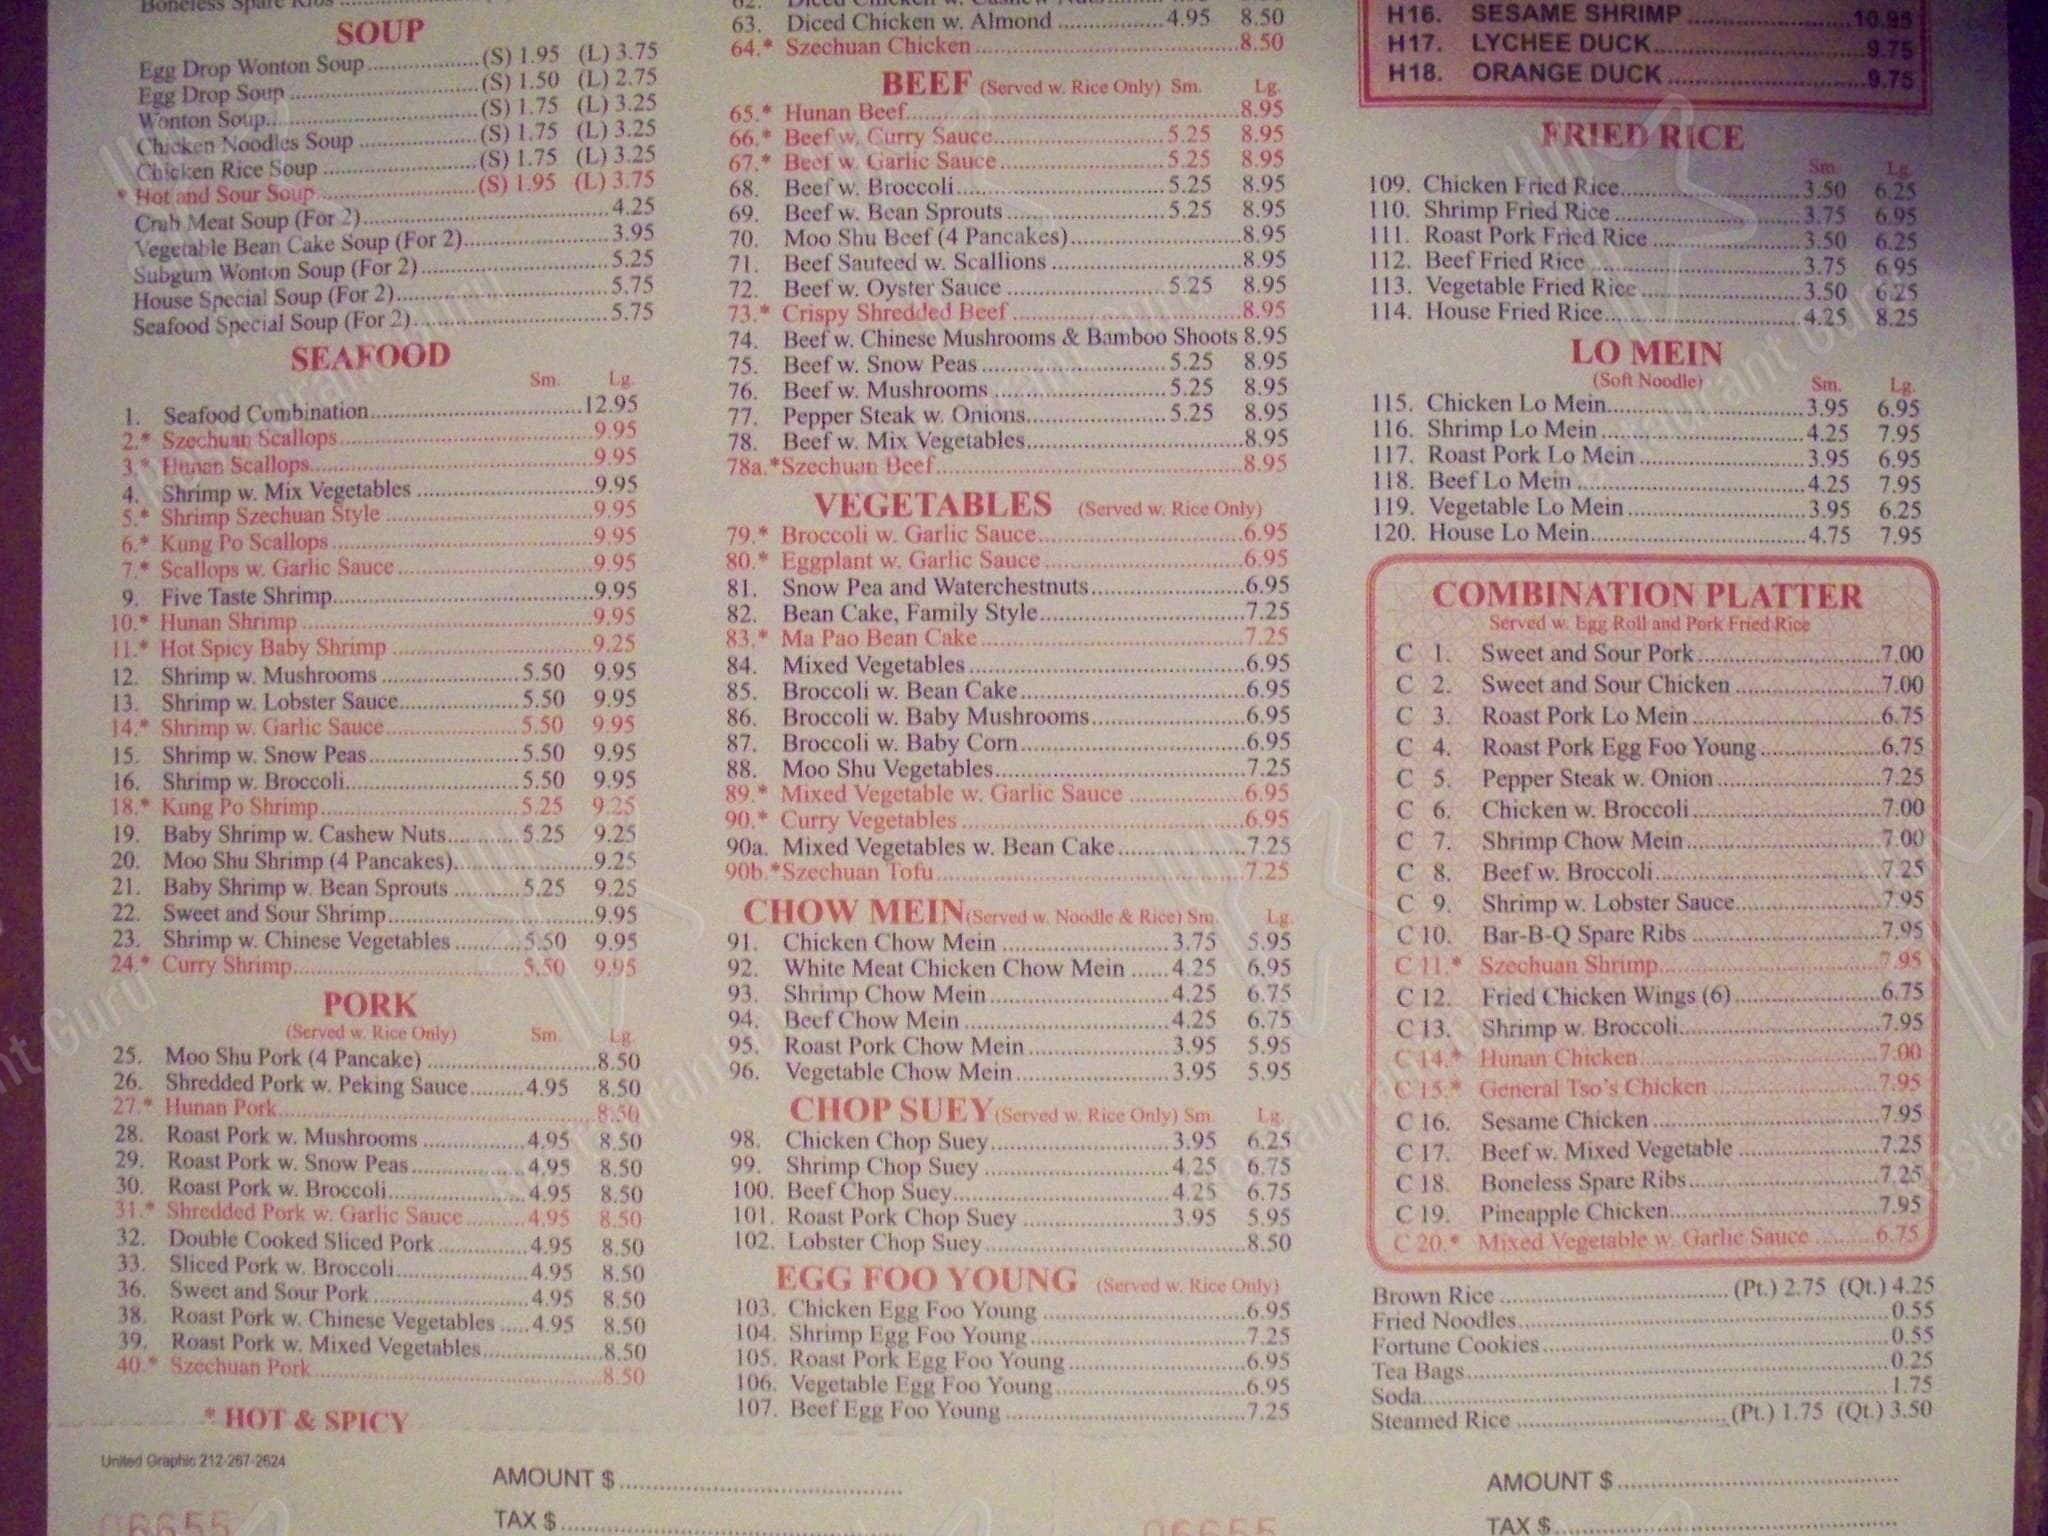 Boneless Spare Ribs
SOUP
Egg Drop Wonton Soup (S) 1.95 (L) 3.75
Egg Drop Soup (S) 1.50 (L) 2.75
Wonton Soup (S) 1.75 (L) 3.25
Chicken Noodles Soup (S) 1.75 (L) 3.25
Chicken Rice Soup (S) 1.75 (L) 3.25
* Hot and Sour Soup (S) 1.95 (L) 3.75
Crab Meat Soup (For 2) 4.25
Vegetable Bean Cake Soup (For 2) 3.95
Subgum Wonton Soup (For 2) 5.25
House Special Soup (For 2) 5.75
Seafood Special Soup (For 2) 5.75
SEAFOOD
Sm. Lg.
1. Seafood Combination 12.95
2.* Szechuan Scallops 9.95
3.* Hunan Scallops 9.95
4. Shrimp w. Mix Vegetables 9.95
5.* Shrimp Szechuan Style 9.95
6.* Kung Po Scallops 9.95
7.* Scallops w. Garlic Sauce 9.95
9. Five Taste Shrimp 9.95
10.* Hunan Shrimp 9.95
11.* Hot Spicy Baby Shrimp 9.25
12. Shrimp w. Mushrooms 5.50 9.95
13. Shrimp w. Lobster Sauce 5.50 9.95
14.* Shrimp w. Garlic Sauce 5.50 9.95
15. Shrimp w. Snow Peas 5.50 9.95
16. Shrimp w. Broccoli 5.50 9.95
18.* Kung Po Shrimp 5.25 9.25
19. Baby Shrimp w. Cashew Nuts 5.25 9.25
20. Moo Shu Shrimp (4 Pancakes) 9.25
21. Baby Shrimp w. Bean Sprouts 5.25 9.25
22. Sweet and Sour Shrimp 9.95
23. Shrimp w. Chinese Vegetables 5.50 9.95
24.* Curry Shrimp 5.50 9.95
PORK
(Served w. Rice Only) Sm. Lg.
25. Moo Shu Pork (4 Pancake) 8.50
26. Shredded Pork w. Peking Sauce 4.95 8.50
27.* Hunan Pork 8.50
28. Roast Pork w. Mushrooms 4.95 8.50
29. Roast Pork w. Snow Peas 4.95 8.50
30. Roast Pork w. Broccoli 4.95 8.50
31.* Shredded Pork w. Garlic Sauce 4.95 8.50
32. Double Cooked Sliced Pork 4.95 8.50
33. Sliced Pork w. Broccoli 4.95 8.50
36. Sweet and Sour Pork 4.95 8.50
38. Roast Pork w. Chinese Vegetables 4.95 8.50
39. Roast Pork w. Mixed Vegetables 8.50
40.* Szechuan Pork 8.50
* HOT & SPICY
United Graphic 212-267-2624
62. Diced Chicken w. Cashew Nuts
63. Diced Chicken w. Almond 4.95 8.50
64.* Szechuan Chicken 8.50
BEEF (Served w. Rice Only) Sm. Lg.
65.* Hunan Beef 8.95
66.* Beef w. Curry Sauce 5.25 8.95
67.* Beef w. Garlic Sauce 5.25 8.95
68. Beef w. Broccoli 5.25 8.95
69. Beef w. Bean Sprouts 5.25 8.95
70. Moo Shu Beef (4 Pancakes) 8.95
71. Beef Sauteed w. Scallions 8.95
72. Beef w. Oyster Sauce 5.25 8.95
73.* Crispy Shredded Beef 8.95
74. Beef w. Chinese Mushrooms & Bamboo Shoots 8.95
75. Beef w. Snow Peas 5.25 8.95
76. Beef w. Mushrooms 5.25 8.95
77. Pepper Steak w. Onions 5.25 8.95
78. Beef w. Mix Vegetables 8.95
78a.*Szechuan Beef 8.95
VEGETABLES (Served w. Rice Only)
79.* Broccoli w. Garlic Sauce 6.95
80.* Eggplant w. Garlic Sauce 6.95
81. Snow Pea and Waterchestnuts 6.95
82. Bean Cake, Family Style 7.25
83.* Ma Pao Bean Cake 7.25
84. Mixed Vegetables 6.95
85. Broccoli w. Bean Cake 6.95
86. Broccoli w. Baby Mushrooms 6.95
87. Broccoli w. Baby Corn 6.95
88. Moo Shu Vegetables 7.25
89.* Mixed Vegetable w. Garlic Sauce 6.95
90.* Curry Vegetables 6.95
90a. Mixed Vegetables w. Bean Cake 7.25
90b.*Szechuan Tofu 7.25
CHOW MEIN (Served w. Noodle & Rice) Sm. Lg.
91. Chicken Chow Mein 3.75 5.95
92. White Meat Chicken Chow Mein 4.25 6.95
93. Shrimp Chow Mein 4.25 6.75
94. Beef Chow Mein 4.25 6.75
95. Roast Pork Chow Mein 3.95 5.95
96. Vegetable Chow Mein 3.95 5.95
CHOP SUEY (Served w. Rice Only) Sm. Lg.
98. Chicken Chop Suey 3.95 6.25
99. Shrimp Chop Suey 4.25 6.75
100. Beef Chop Suey 4.25 6.75
101. Roast Pork Chop Suey 3.95 5.95
102. Lobster Chop Suey 8.50
EGG FOO YOUNG (Served w. Rice Only)
103. Chicken Egg Foo Young 6.95
104. Shrimp Egg Foo Young 7.25
105. Roast Pork Egg Foo Young 6.95
106. Vegetable Egg Foo Young 6.95
107. Beef Egg Foo Young 7.25
H16. SESAME SHRIMP 10.95
H17. LYCHEE DUCK 9.75
H18. ORANGE DUCK 9.75
FRIED RICE
Sm. Lg.
109. Chicken Fried Rice 3.50 6.25
110. Shrimp Fried Rice 3.75 6.95
111. Roast Pork Fried Rice 3.50 6.25
112. Beef Fried Rice 3.75 6.95
113. Vegetable Fried Rice 3.50 6.25
114. House Fried Rice 4.25 8.25
LO MEIN
(Soft Noodle) Sm. Lg.
115. Chicken Lo Mein 3.95 6.95
116. Shrimp Lo Mein 4.25 7.95
117. Roast Pork Lo Mein 3.95 6.95
118. Beef Lo Mein 4.25 7.95
119. Vegetable Lo Mein 3.95 6.25
120. House Lo Mein 4.75 7.95
COMBINATION PLATTER
Served w. Egg Roll and Pork Fried Rice
C 1. Sweet and Sour Pork 7.00
C 2. Sweet and Sour Chicken 7.00
C 3. Roast Pork Lo Mein 6.75
C 4. Roast Pork Egg Foo Young 6.75
C 5. Pepper Steak w. Onion 7.25
C 6. Chicken w. Broccoli 7.00
C 7. Shrimp Chow Mein 7.00
C 8. Beef w. Broccoli 7.25
C 9. Shrimp w. Lobster Sauce 7.95
C 10. Bar-B-Q Spare Ribs 7.95
C 11.* Szechuan Shrimp 7.95
C 12. Fried Chicken Wings (6) 6.75
C 13. Shrimp w. Broccoli 7.95
C 14.* Hunan Chicken 7.00
C 15.* General Tso's Chicken 7.95
C 16. Sesame Chicken 7.95
C 17. Beef w. Mixed Vegetable 7.25
C 18. Boneless Spare Ribs 7.25
C 19. Pineapple Chicken 7.95
C 20.* Mixed Vegetable w. Garlic Sauce 6.75
Brown Rice (Pt.) 2.75 (Qt.) 4.25
Fried Noodles 0.55
Fortune Cookies 0.55
Tea Bags 0.25
Soda 1.75
Steamed Rice (Pt.) 1.75 (Qt.) 3.50
AMOUNT $
TAX $
AMOUNT $
TAX $
06655
06655
Restaurant Guru